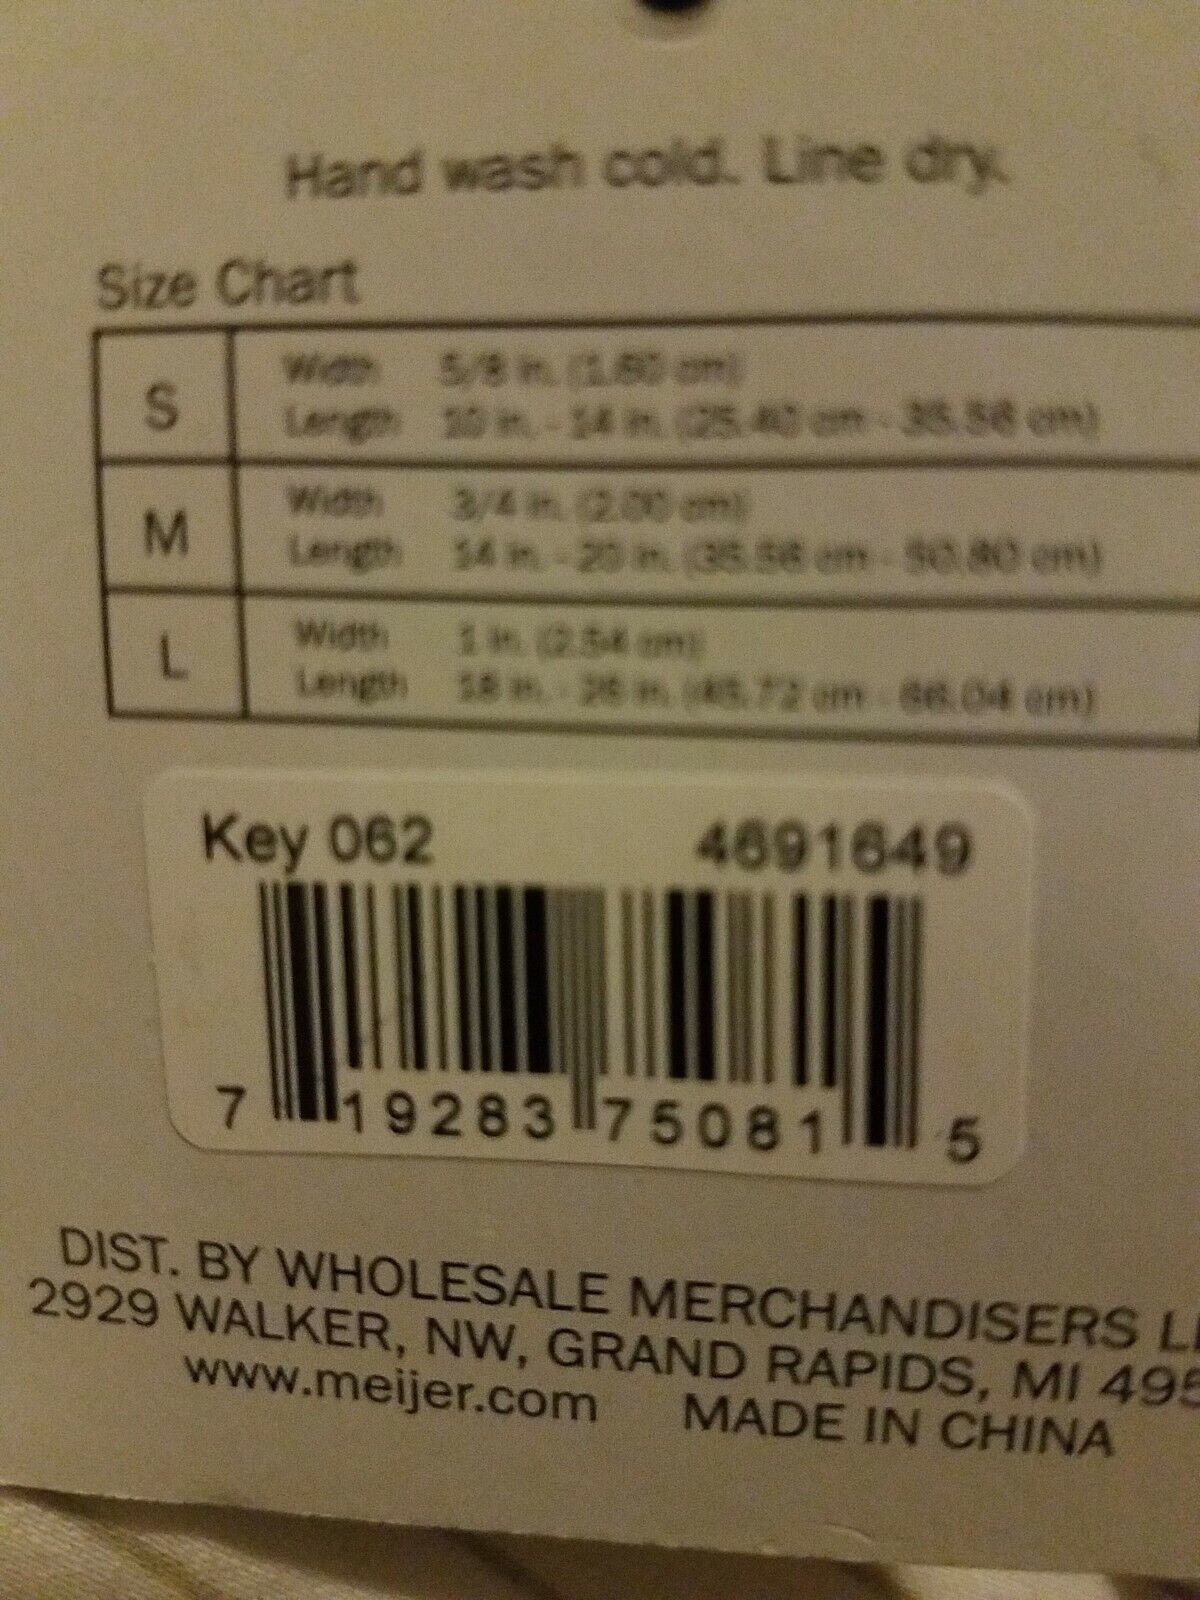 Hand wash cold. Line dry.
Size Chart
S
Width 5/8 in. (1.60 cm)
Length 10 in. - 14 in. (25.40 cm - 35.56 cm)
M
Width 3/4 in. (2.00 cm)
Length 14 in. - 20 in. (35.56 cm - 50.80 cm)
L
Width 1 in. (2.54 cm)
Length 18 in. - 26 in. (45.72 cm - 66.04 cm)
Key 062 4691649
7 19283 75081 5
DIST. BY WHOLESALE MERCHANDISERS
2929 WALKER, NW, GRAND RAPIDS, MI 495
www.meijer.com MADE IN CHINA